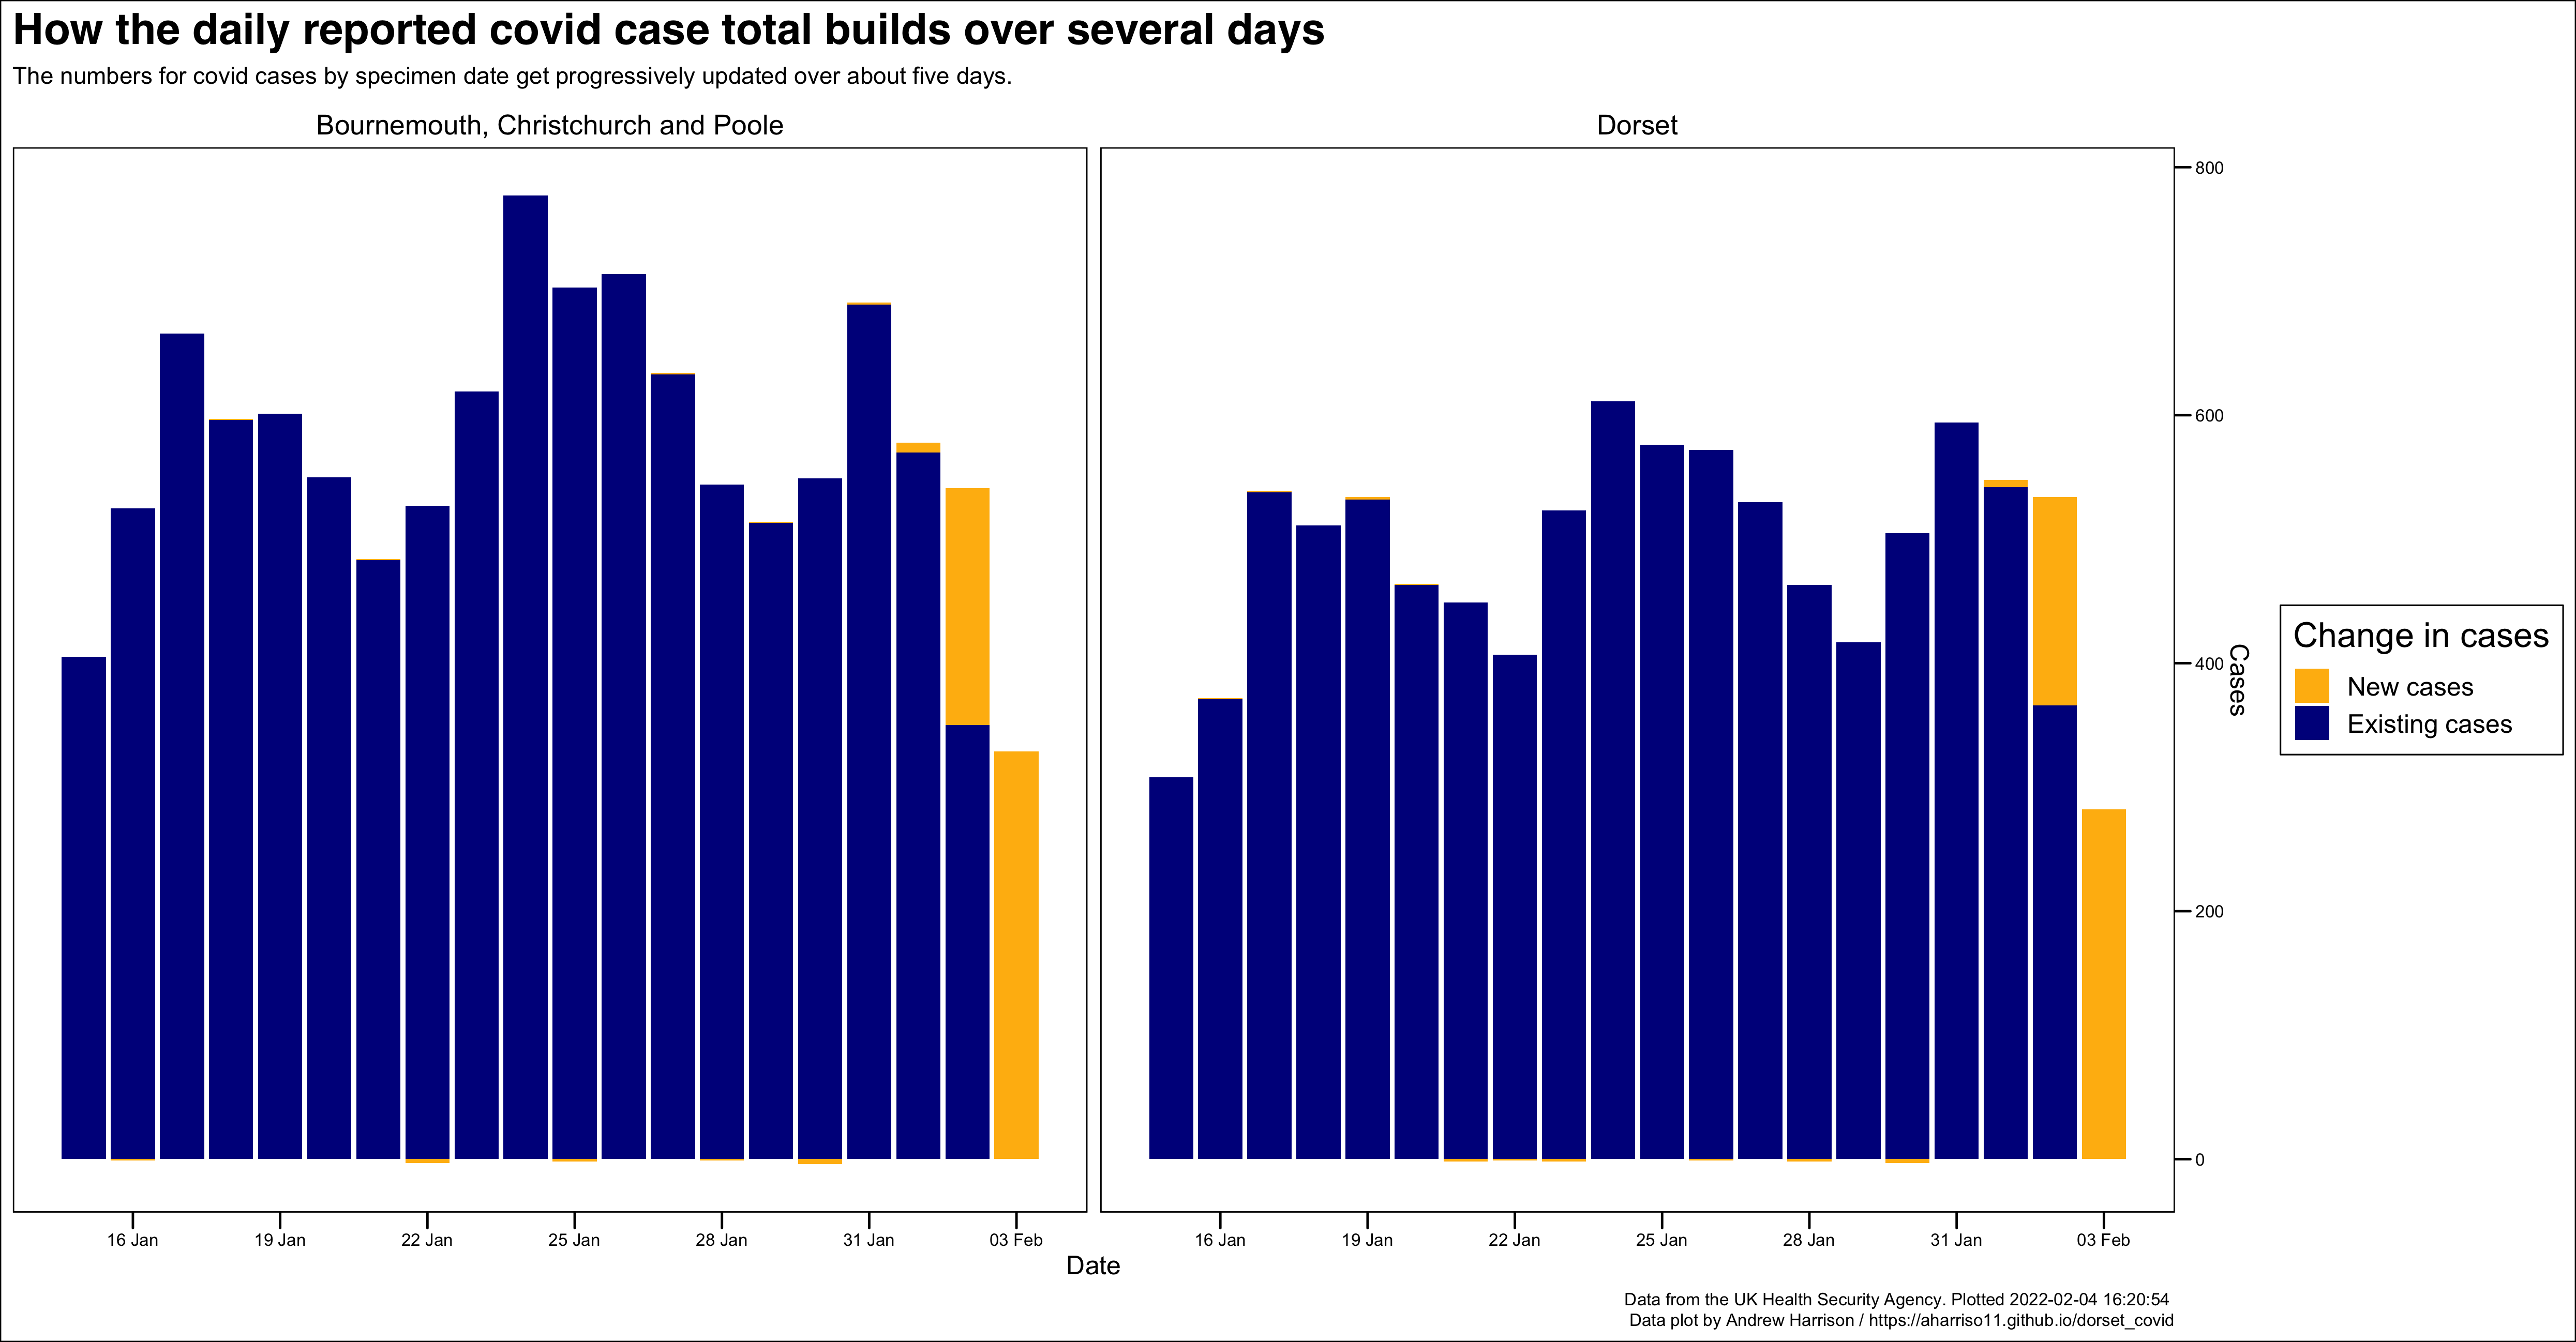 How the daily reported covid case total builds over several days
The numbers for covid cases by specimen date get progressively updated over about five days.
Bournemouth, Christchurch and Poole
Dorset
800
600
400
200
0
Cases
Change in cases
New cases
Existing cases
16 Jan 19 Jan 22 Jan 25 Jan 28 Jan 31 Jan 03 Feb
16 Jan 19 Jan 22 Jan 25 Jan 28 Jan 31 Jan 03 Feb
Date
Data from the UK Health Security Agency. Plotted 2022-02-04 16:20:54
Data plot by Andrew Harrison / https://aharriso11.github.io/dorset_covid